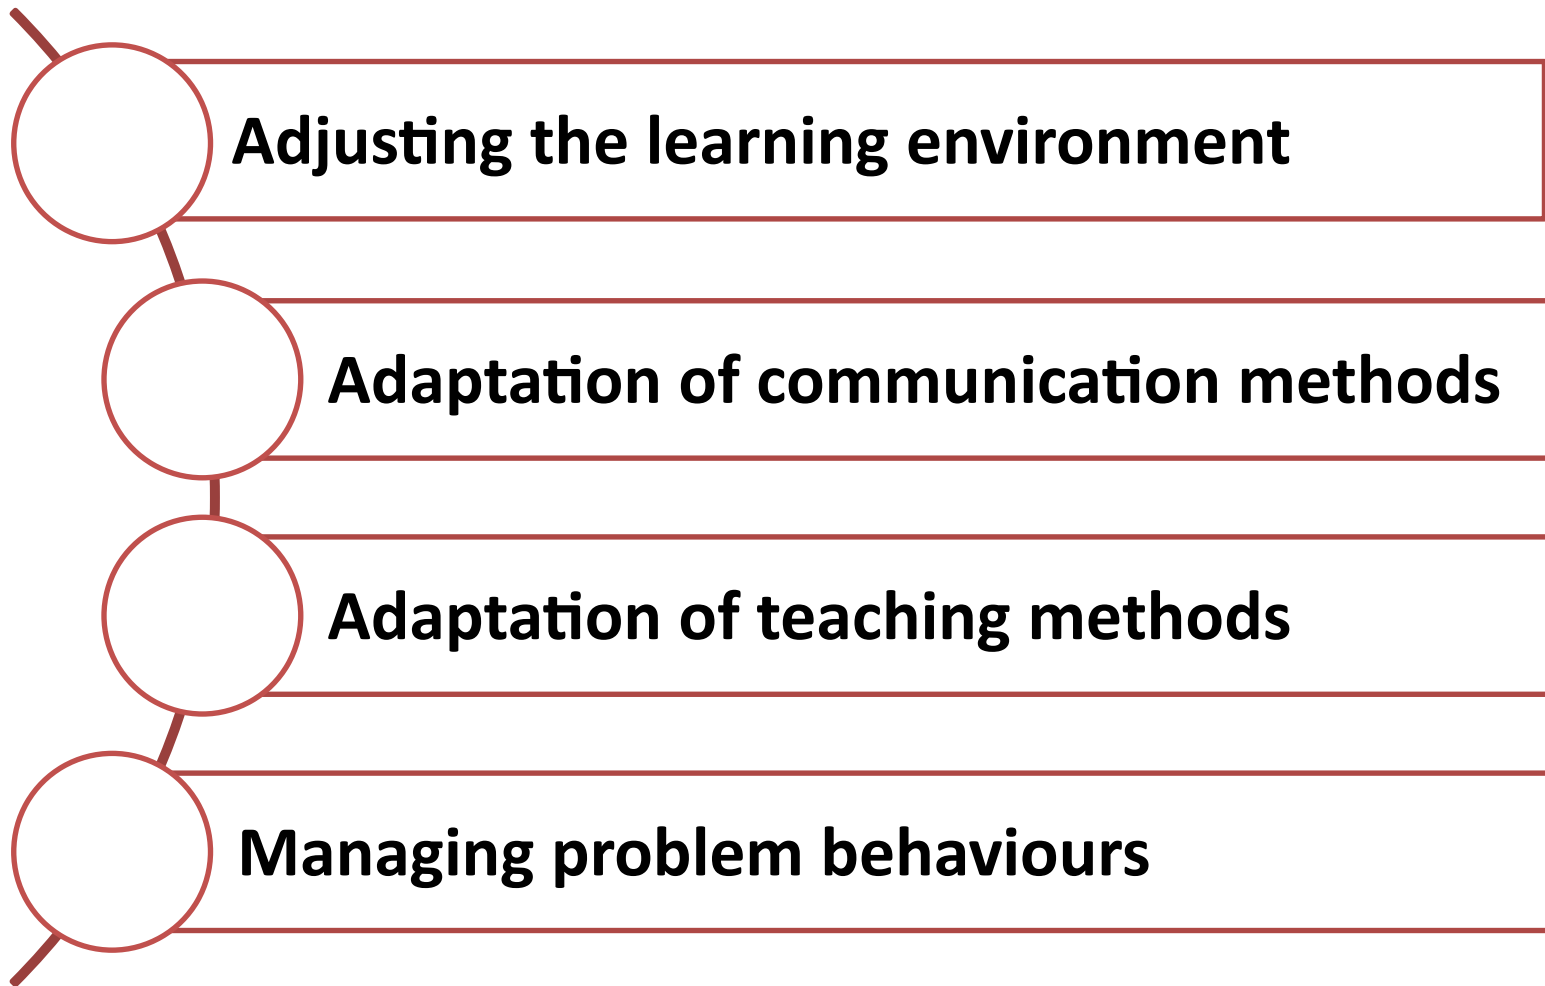 Adjusting the learning environment
Adaptation of communication methods
Adaptation of teaching methods
Managing problem behaviours